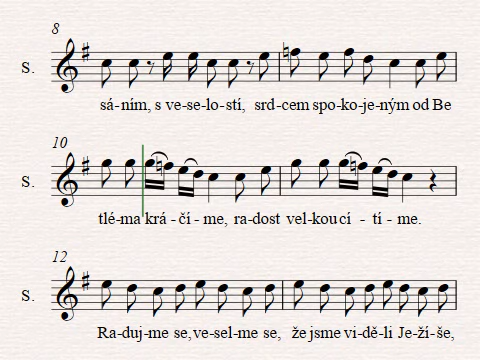 8
S.
sá-ním, s ve-se-lo-stí, srd-cem spo-ko-je-ným od Be
10
S.
tlé-ma krá - čí - me, ra-dost vel-kou cí - tí - me.
12
S.
Ra-duj-me se, ve-sel-me se, že jsme vi-dě-li Je-ží-še,